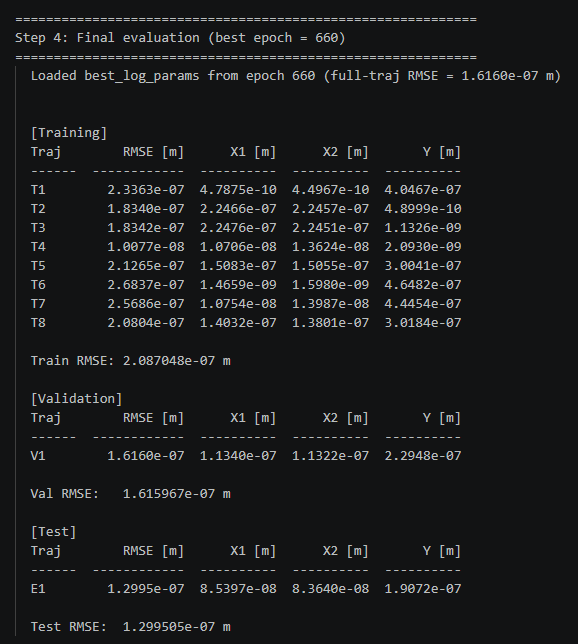 ============================================================
Step 4: Final evaluation (best epoch = 660)
============================================================
Loaded best_log_params from epoch 660 (full-traj RMSE = 1.6160e-07 m)
[Training]
Traj RMSE [m] X1 [m] X2 [m] Y [m]
------ ------------ ---------- ---------- ----------
T1 2.3363e-07 4.7875e-10 4.4967e-10 4.0467e-07
T2 1.8340e-07 2.2466e-07 2.2457e-07 4.8999e-10
T3 1.8342e-07 2.2476e-07 2.2451e-07 1.1326e-09
T4 1.0077e-08 1.0706e-08 1.3624e-08 2.0930e-09
T5 2.1265e-07 1.5083e-07 1.5055e-07 3.0041e-07
T6 2.6837e-07 1.4659e-09 1.5980e-09 4.6482e-07
T7 2.5686e-07 1.0754e-08 1.3987e-08 4.4454e-07
T8 2.0804e-07 1.4032e-07 1.3801e-07 3.0184e-07
Train RMSE: 2.087048e-07 m
[Validation]
Traj RMSE [m] X1 [m] X2 [m] Y [m]
------ ------------ ---------- ---------- ----------
V1 1.6160e-07 1.1340e-07 1.1322e-07 2.2948e-07
Val RMSE: 1.615967e-07 m
[Test]
Traj RMSE [m] X1 [m] X2 [m] Y [m]
------ ------------ ---------- ---------- ----------
E1 1.2995e-07 8.5397e-08 8.3640e-08 1.9072e-07
Test RMSE: 1.299505e-07 m